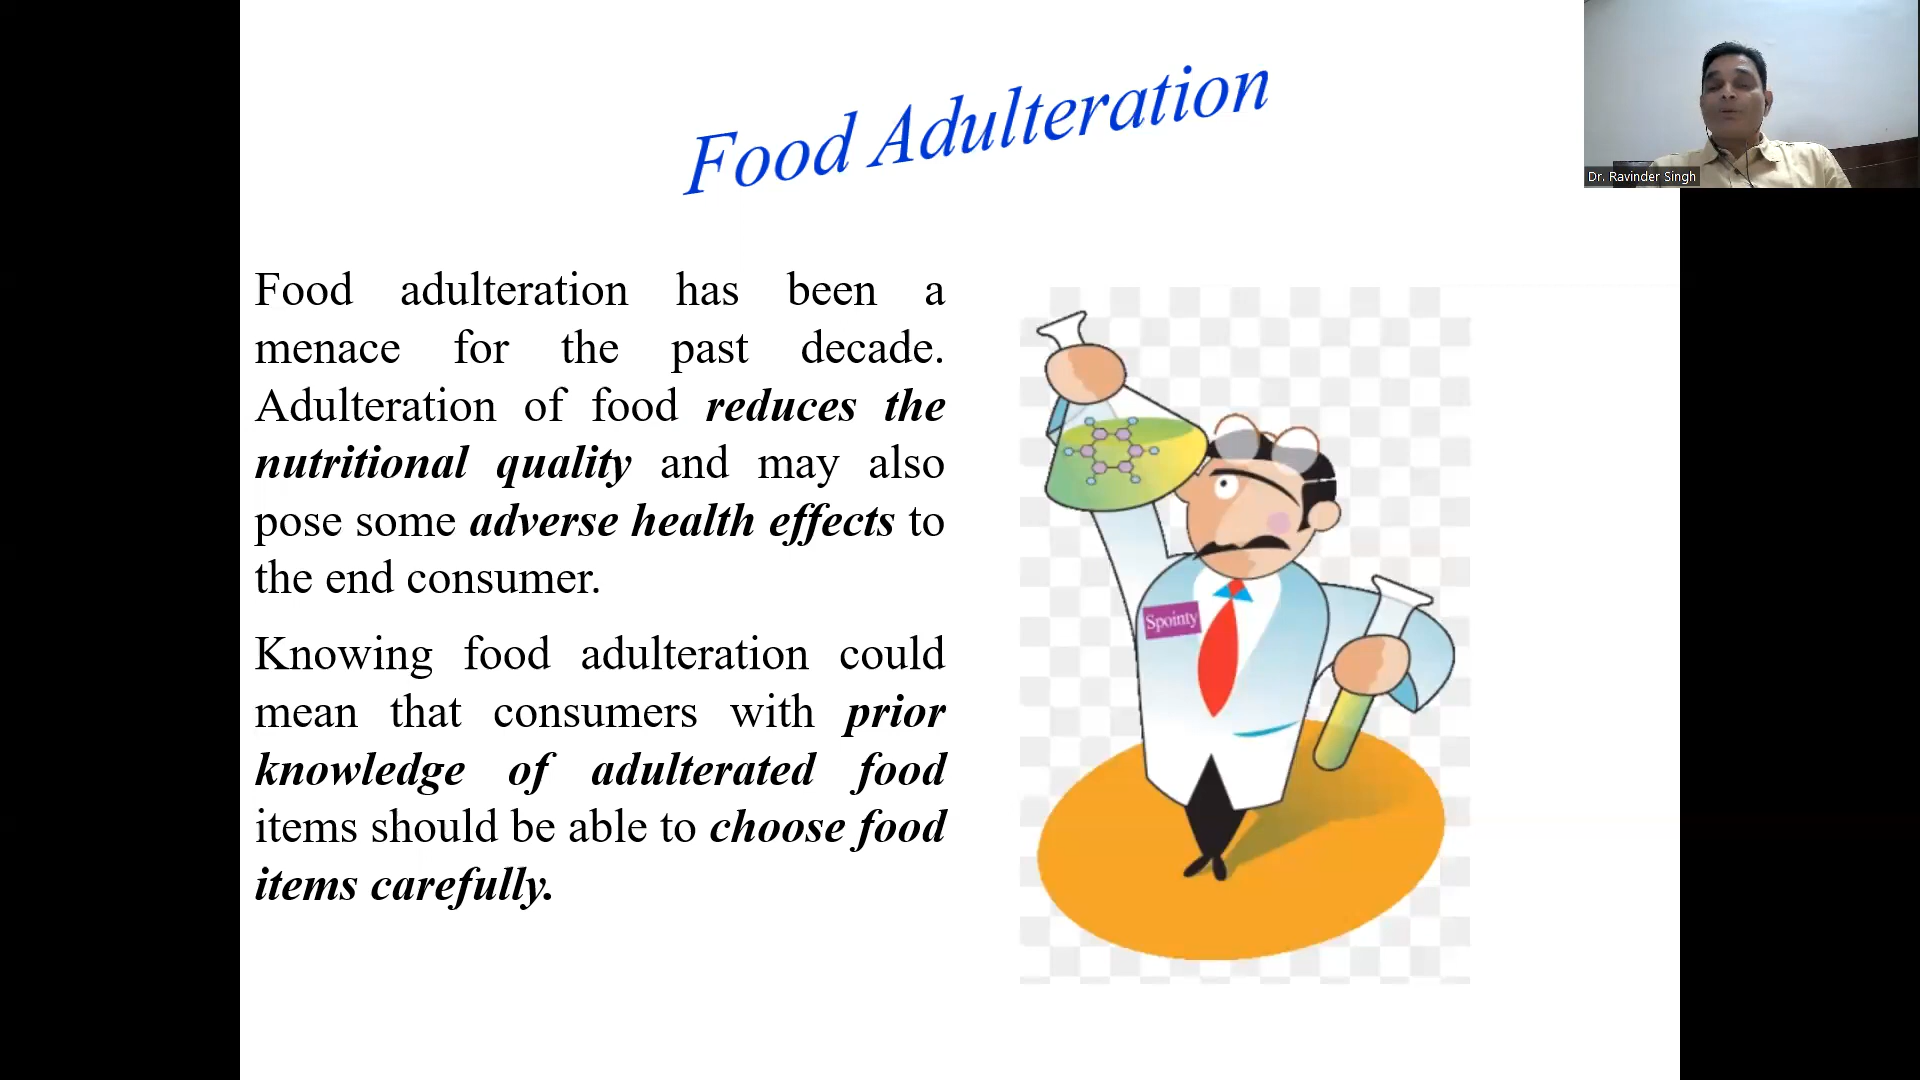 Food Adulteration
Dr. Ravinder Singh
Food adulteration has been a
menace for the past decade.
Adulteration of food reduces the
nutritional quality and may also
pose some adverse health effects to
the end consumer.
Knowing food adulteration could
mean that consumers with prior
knowledge of adulterated food
items should be able to choose food
items carefully.
Spointy